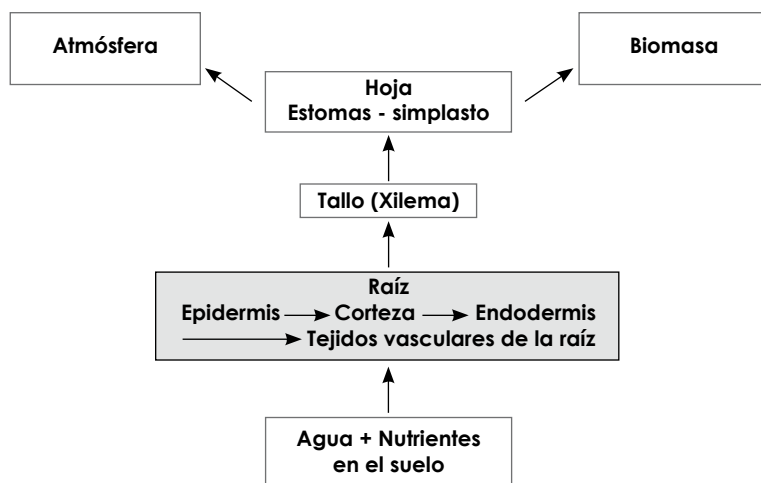 Atmósfera
Biomasa
Hoja
Estomas - simplasto
Tallo (Xilema)
Raíz
Epidermis Corteza Endodermis
Tejidos vasculares de la raíz
Agua + Nutrientes
en el suelo